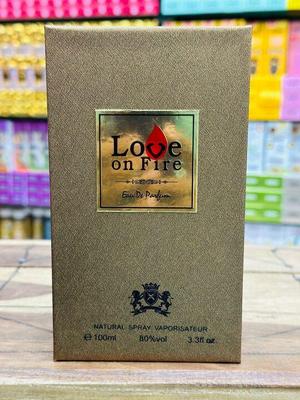 Love
on Fire
Eau De Parfum
NATURAL SPRAY VAPORISATEUR
℮100ml 80%vol 3.3fl oz.